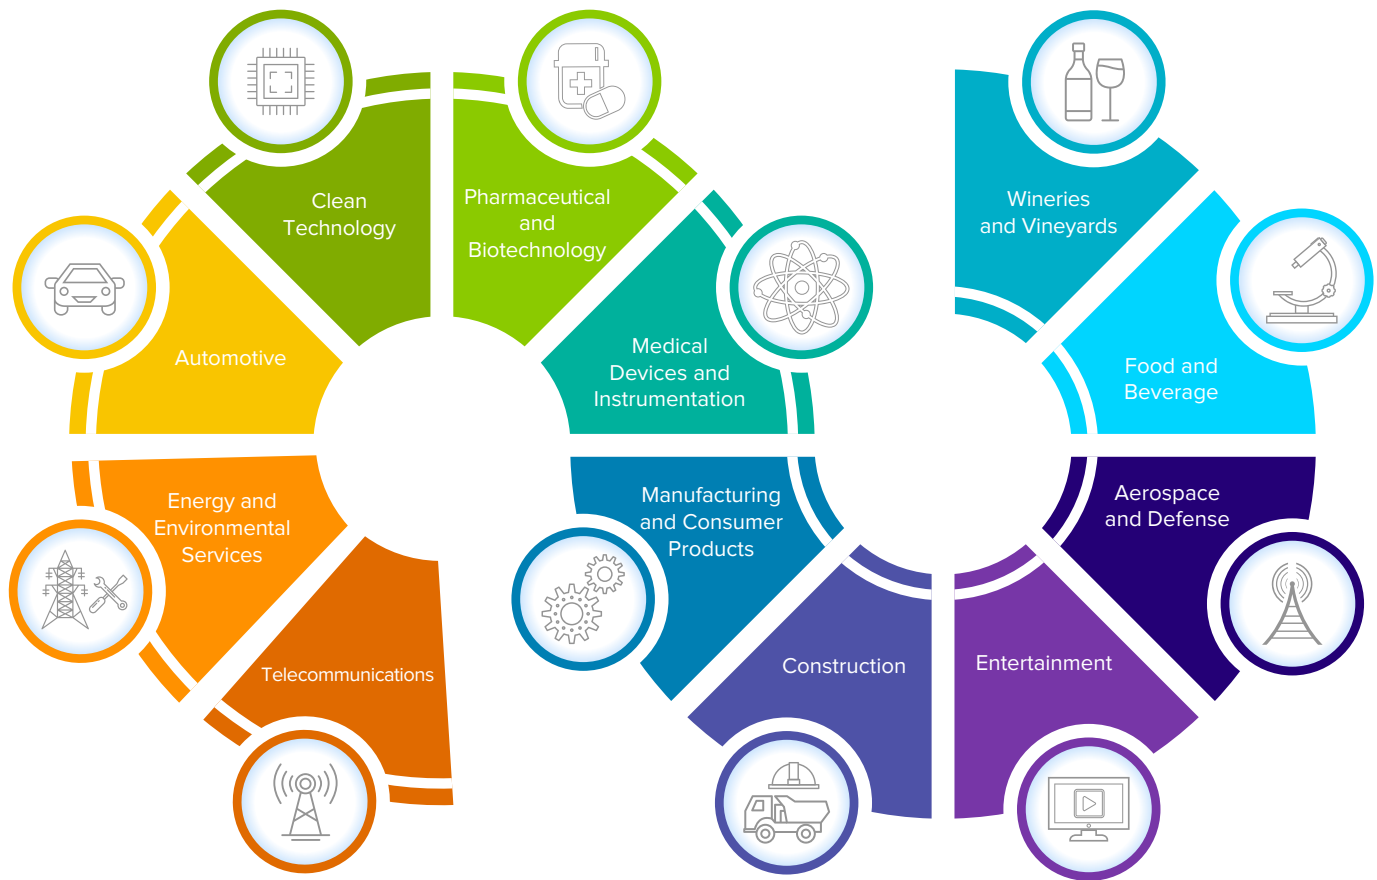 Clean
Technology
Pharmaceutical
and
Biotechnology
Wineries
and Vineyards
Automotive
Medical
Devices and
Instrumentation
Food and
Beverage
Energy and
Environmental
Services
Manufacturing
and Consumer
Products
Aerospace
and Defense
Telecommunications
Construction
Entertainment